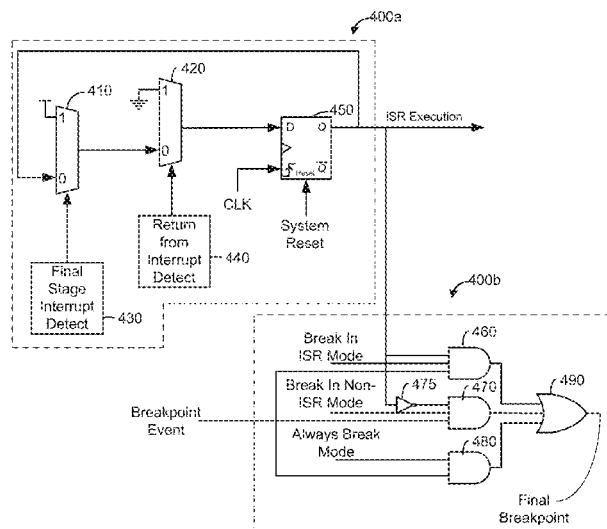 400a
420
410
1
1
450
D Q
ISR Execution
0
0
Reset Q
CLK
System
Reset
Return
from
Interrupt
Detect
440
Final
Stage
Interrupt
Detect
430
400b
460
Break In
ISR Mode
490
475
470
Break In Non-
ISR Mode
Breakpoint
Event
480
Always Break
Mode
Final
Breakpoint